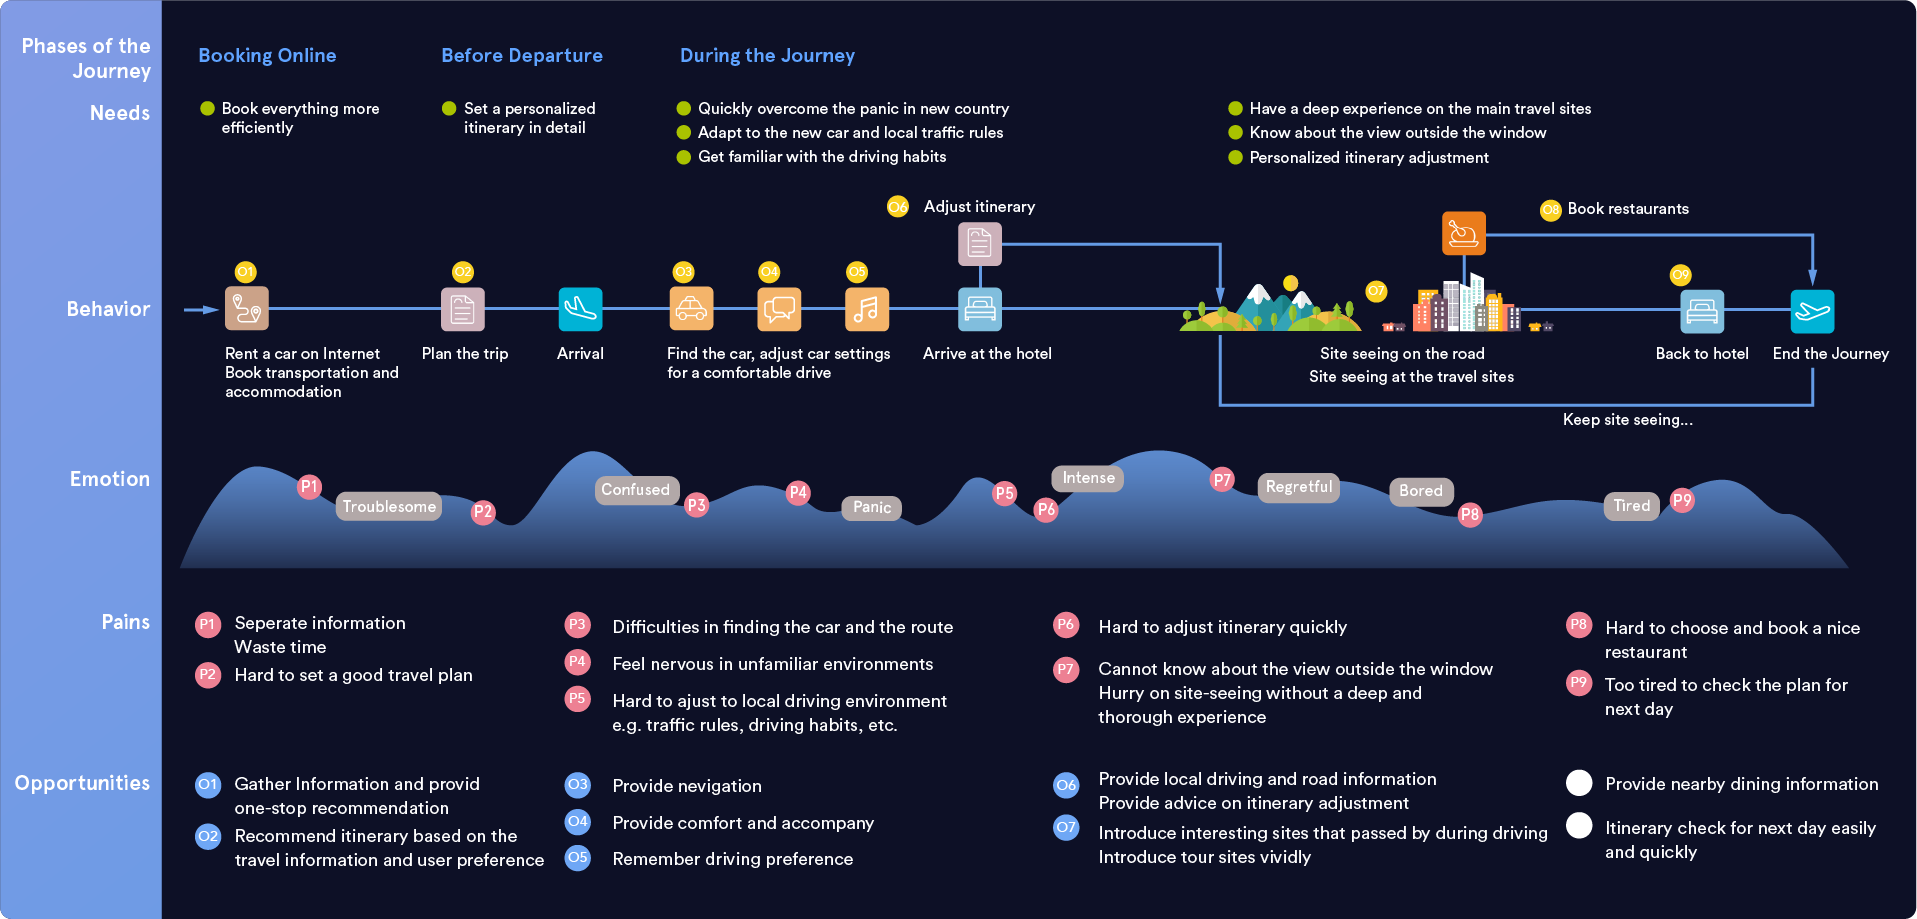 Phases of the
Journey
Booking Online
Before Departure
During the Journey
Needs
Book everything more
efficiently
Set a personalized
itinerary in detail
Quickly overcome the panic in new country
Adapt to the new car and local traffic rules
Get familiar with the driving habits
Have a deep experience on the main travel sites
Know about the view outside the window
Personalized itinerary adjustment
Behavior
O6 Adjust itinerary
O8 Book restaurants
O1
O2
O3
O4
O5
O7
O9
Rent a car on Internet
Book transportation and
accommodation
Plan the trip
Arrival
Find the car, adjust car settings
for a comfortable drive
Arrive at the hotel
Site seeing on the road
Site seeing at the travel sites
Back to hotel
End the Journey
Keep site seeing...
Emotion
P1
Troublesome
P2
Confused
P3
P4
Panic
P5
P6
Intense
P7
Regretful
Bored
P8
Tired
P9
Pains
P1 Seperate information
Waste time
P2 Hard to set a good travel plan
P3 Difficulties in finding the car and the route
P4 Feel nervous in unfamiliar environments
P5 Hard to ajust to local driving environment
e.g. traffic rules, driving habits, etc.
P6 Hard to adjust itinerary quickly
P7 Cannot know about the view outside the window
Hurry on site-seeing without a deep and
thorough experience
P8 Hard to choose and book a nice
restaurant
P9 Too tired to check the plan for
next day
Opportunities
O1 Gather Information and provid
one-stop recommendation
O2 Recommend itinerary based on the
travel information and user preference
O3 Provide nevigation
O4 Provide comfort and accompany
O5 Remember driving preference
O6 Provide local driving and road information
Provide advice on itinerary adjustment
O7 Introduce interesting sites that passed by during driving
Introduce tour sites vividly
Provide nearby dining information
Itinerary check for next day easily
and quickly